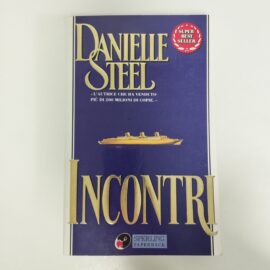 DANIELLE
STEEL
SUPER
BEST
SELLER
«L'AUTRICE CHE HA VENDUTO
PIÙ DI 200 MILIONI DI COPIE»
INCONTRI
SPERLING
PAPERBACK